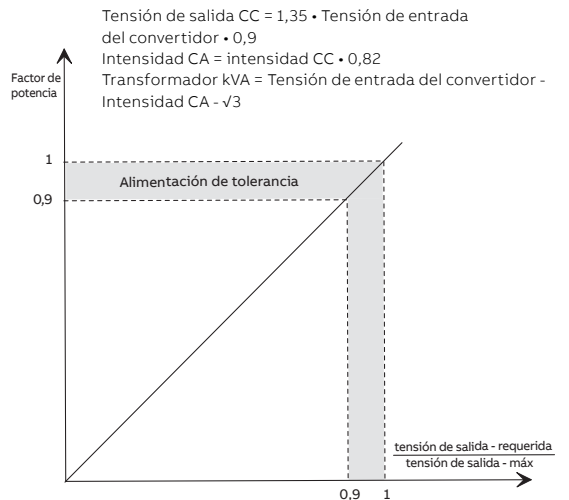 Tensión de salida CC = 1,35 • Tensión de entrada
del convertidor • 0,9
Intensidad CA = intensidad CC • 0,82
Transformador kVA = Tensión de entrada del convertidor -
Intensidad CA - √3
Factor de
potencia
1
Alimentación de tolerancia
0,9
tensión de salida - requerida
tensión de salida - máx
0,9 1